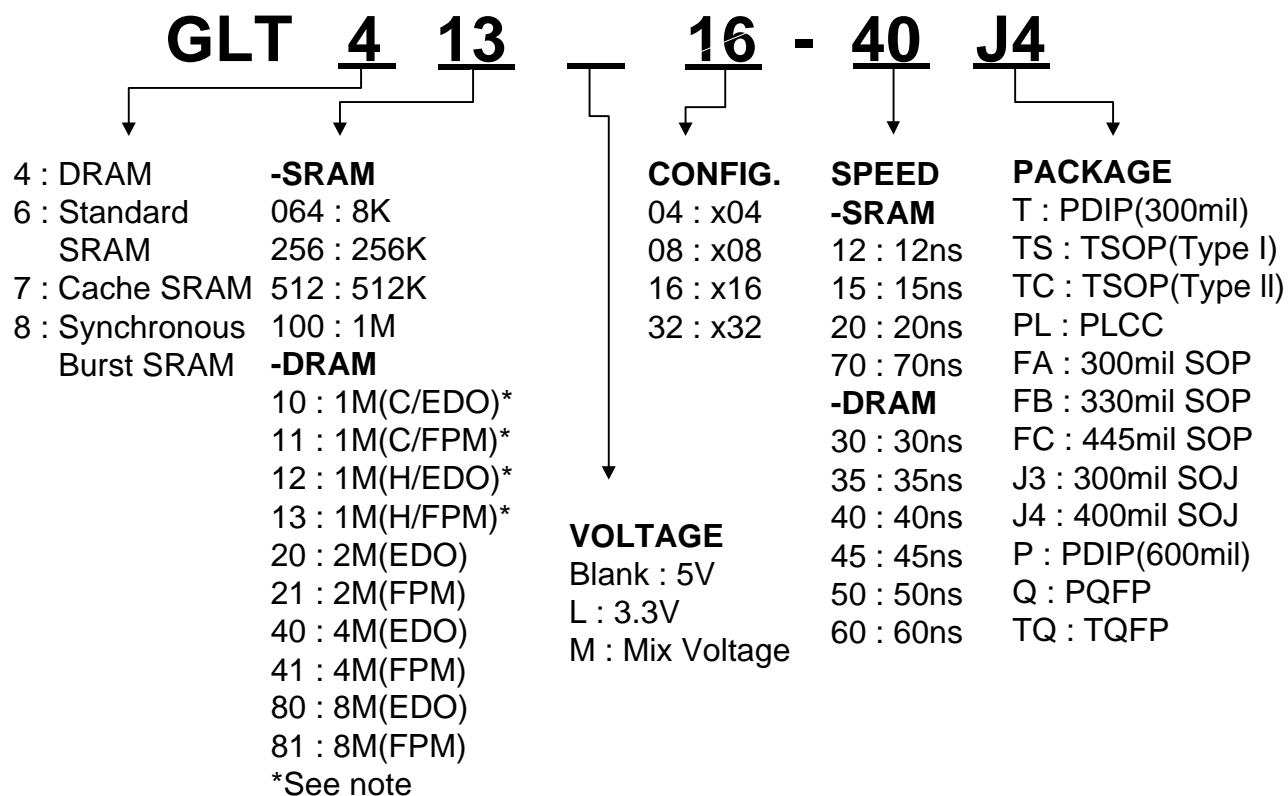 GLT 4 13 16 - 40 J4
4 : DRAM
6 : Standard
SRAM
7 : Cache SRAM
8 : Synchronous
Burst SRAM
-SRAM
064 : 8K
256 : 256K
512 : 512K
100 : 1M
-DRAM
10 : 1M(C/EDO)*
11 : 1M(C/FPM)*
12 : 1M(H/EDO)*
13 : 1M(H/FPM)*
20 : 2M(EDO)
21 : 2M(FPM)
40 : 4M(EDO)
41 : 4M(FPM)
80 : 8M(EDO)
81 : 8M(FPM)
*See note
VOLTAGE
Blank : 5V
L : 3.3V
M : Mix Voltage
CONFIG.
04 : x04
08 : x08
16 : x16
32 : x32
SPEED
-SRAM
12 : 12ns
15 : 15ns
20 : 20ns
70 : 70ns
-DRAM
30 : 30ns
35 : 35ns
40 : 40ns
45 : 45ns
50 : 50ns
60 : 60ns
PACKAGE
T : PDIP(300mil)
TS : TSOP(Type I)
TC : TSOP(Type ll)
PL : PLCC
FA : 300mil SOP
FB : 330mil SOP
FC : 445mil SOP
J3 : 300mil SOJ
J4 : 400mil SOJ
P : PDIP(600mil)
Q : PQFP
TQ : TQFP